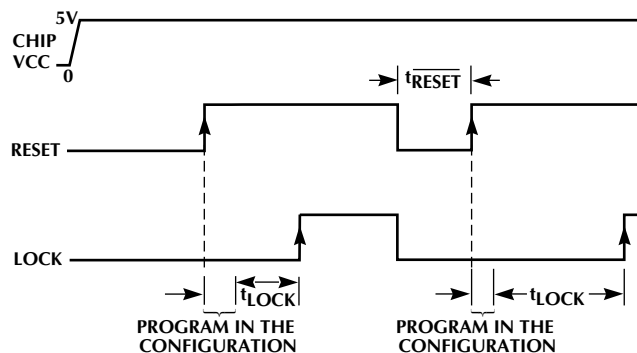 5V
CHIP
VCC
0
tRESET
RESET
LOCK
tLOCK
tLOCK
PROGRAM IN THE
CONFIGURATION
PROGRAM IN THE
CONFIGURATION